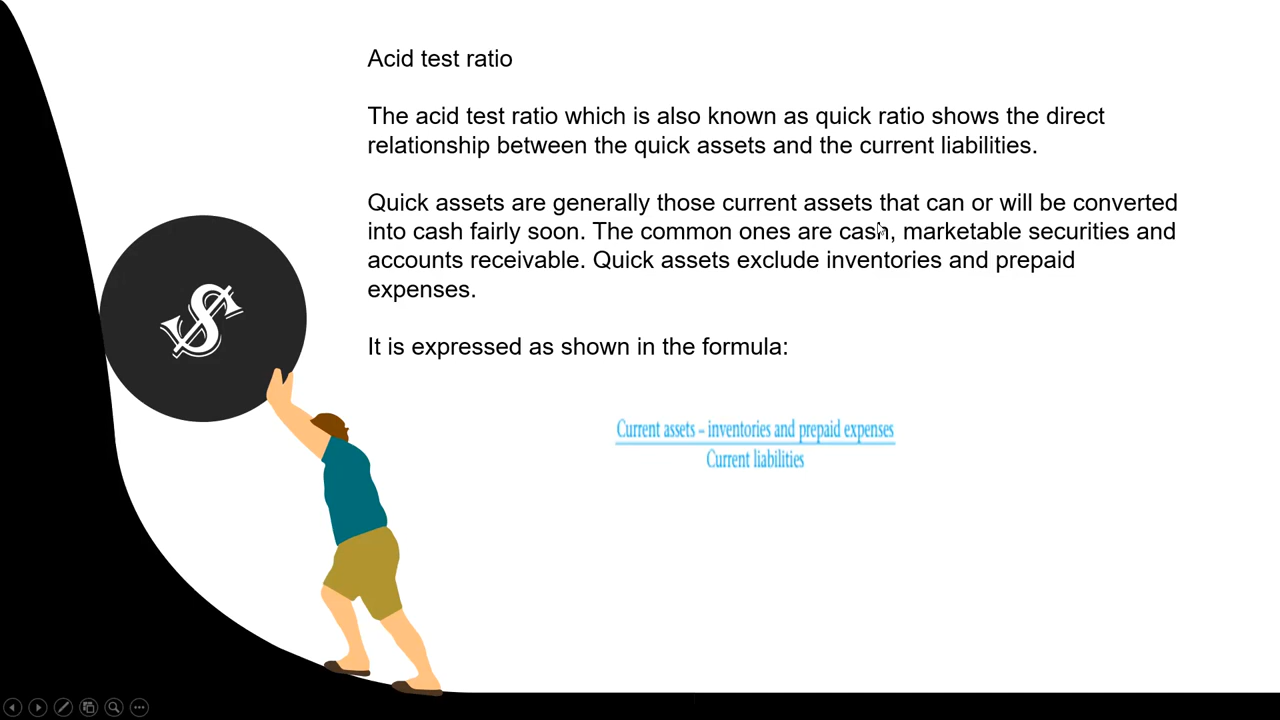 Acid test ratio
The acid test ratio which is also known as quick ratio shows the direct
relationship between the quick assets and the current liabilities.
Quick assets are generally those current assets that can or will be converted
into cash fairly soon. The common ones are cash, marketable securities and
accounts receivable. Quick assets exclude inventories and prepaid
expenses.
It is expressed as shown in the formula:
$
Current assets – inventories and prepaid expenses
Current liabilities